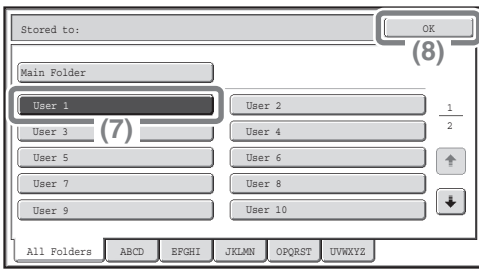 Stored to:
OK
(8)
Main Folder
User 1
User 2
(7)
1
User 3
User 4
2
User 5
User 6
User 7
User 8
User 9
User 10
All Folders
ABCD
EFGHI
JKLMN
OPQRST
UVWXYZ